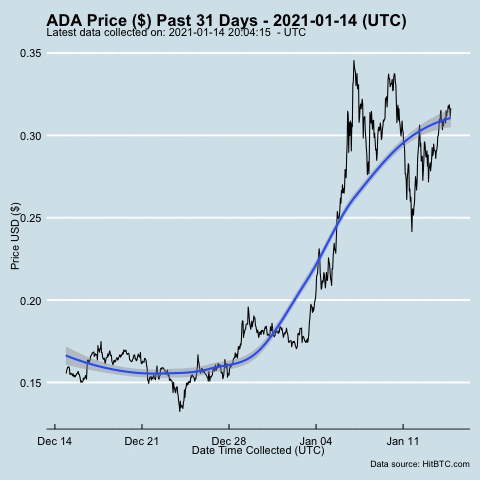 ADA Price ($) Past 31 Days - 2021-01-14 (UTC)
Latest data collected on: 2021-01-14 20:04:15 - UTC
0.35
0.30
0.25
0.20
0.15
Price USD ($)
Dec 14 Dec 21 Dec 28 Jan 04 Jan 11
Date Time Collected (UTC)
Data source: HitBTC.com